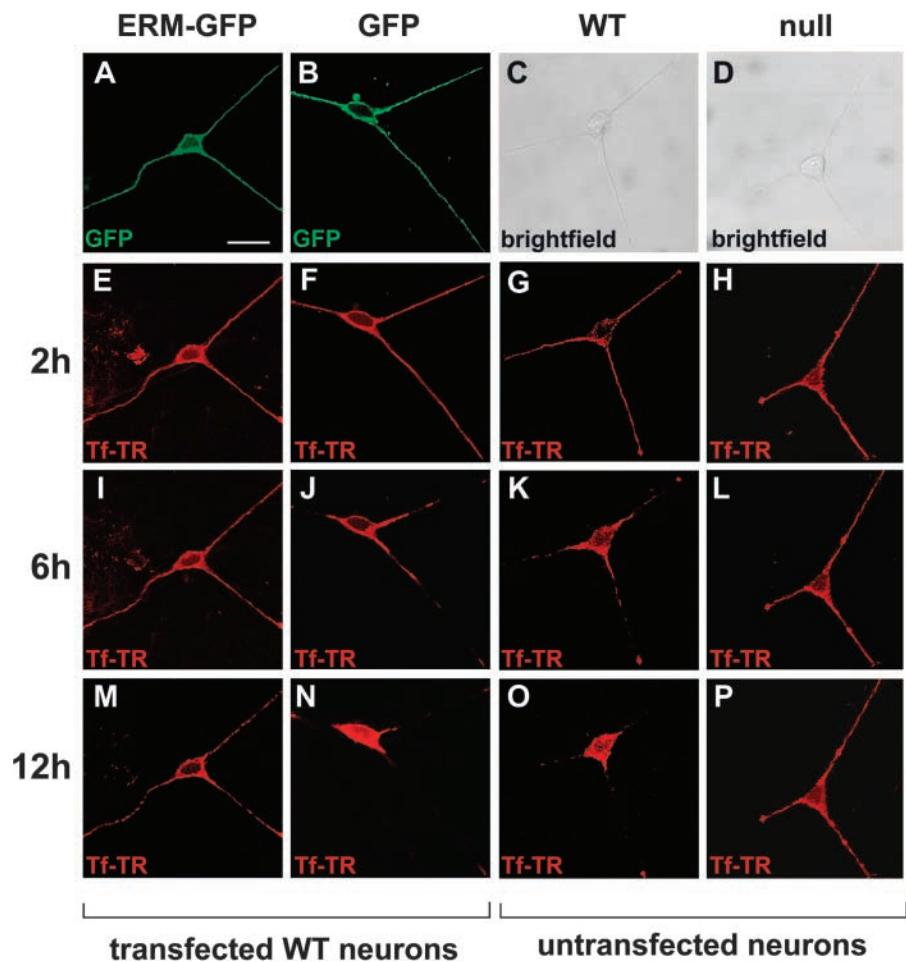 ERM-GFP GFP WT null
A B C D
GFP GFP brightfield brightfield
2h
E F G H
Tf-TR Tf-TR Tf-TR Tf-TR
6h
I J K L
Tf-TR Tf-TR Tf-TR Tf-TR
12h
M N O P
Tf-TR Tf-TR Tf-TR Tf-TR
transfected WT neurons untransfected neurons